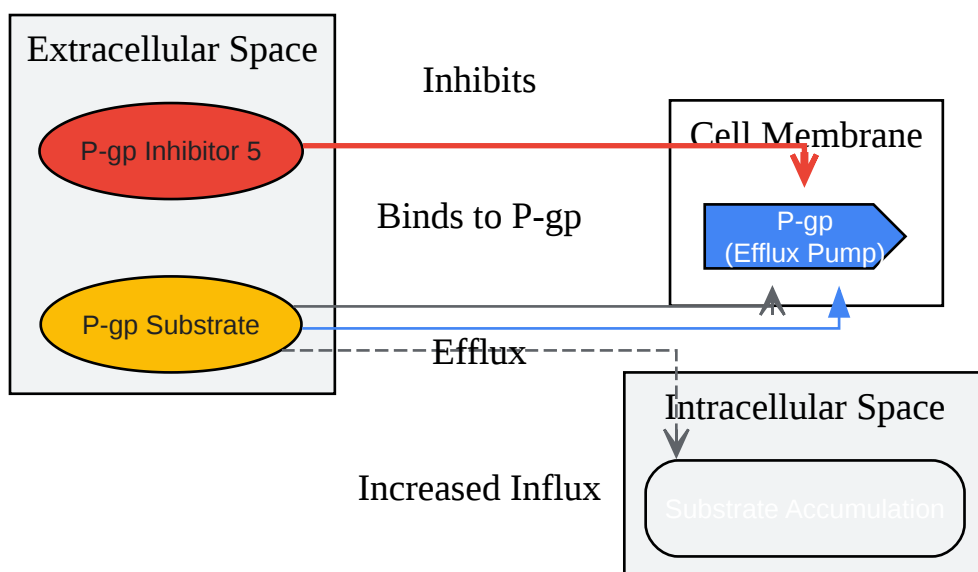 Extracellular Space
Inhibits
Cell Membrane
P-gp Inhibitor 5
Binds to P-gp
P-gp
(Efflux Pump)
P-gp Substrate
Efflux
Intracellular Space
Increased Influx
Substrate Accumulation